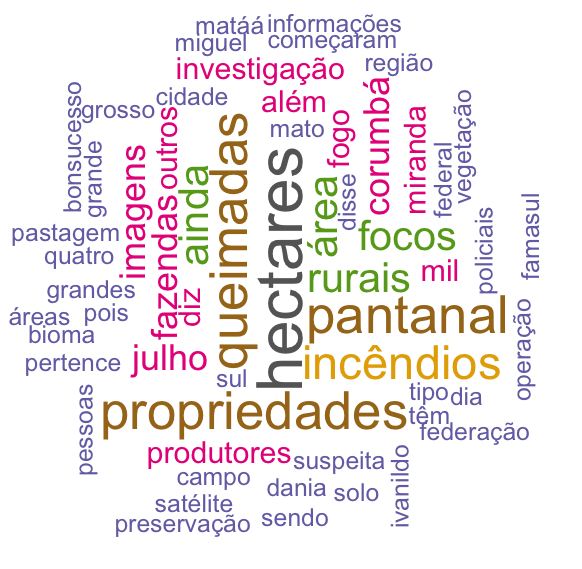 matáá
informações
miguel
começaram
investigação
região
bonsucesso
grosso
cidade
além
mato
fogo
corumbá
miranda
vegetação
federal
grande
imagens
outros
fazendas
ainda
queimadas
hectares
área
disse
focos
policiais
famasul
pastagem
quatro
rurais
mil
grandes
diz
áreas
pois
pantanal
operação
bioma
pertence
julho
sul
incêndios
tipo
dia
pessoas
propriedades
têm
federação
produtores
suspeita
ivanildo
campo
dania
solo
satélite
preservação
sendo